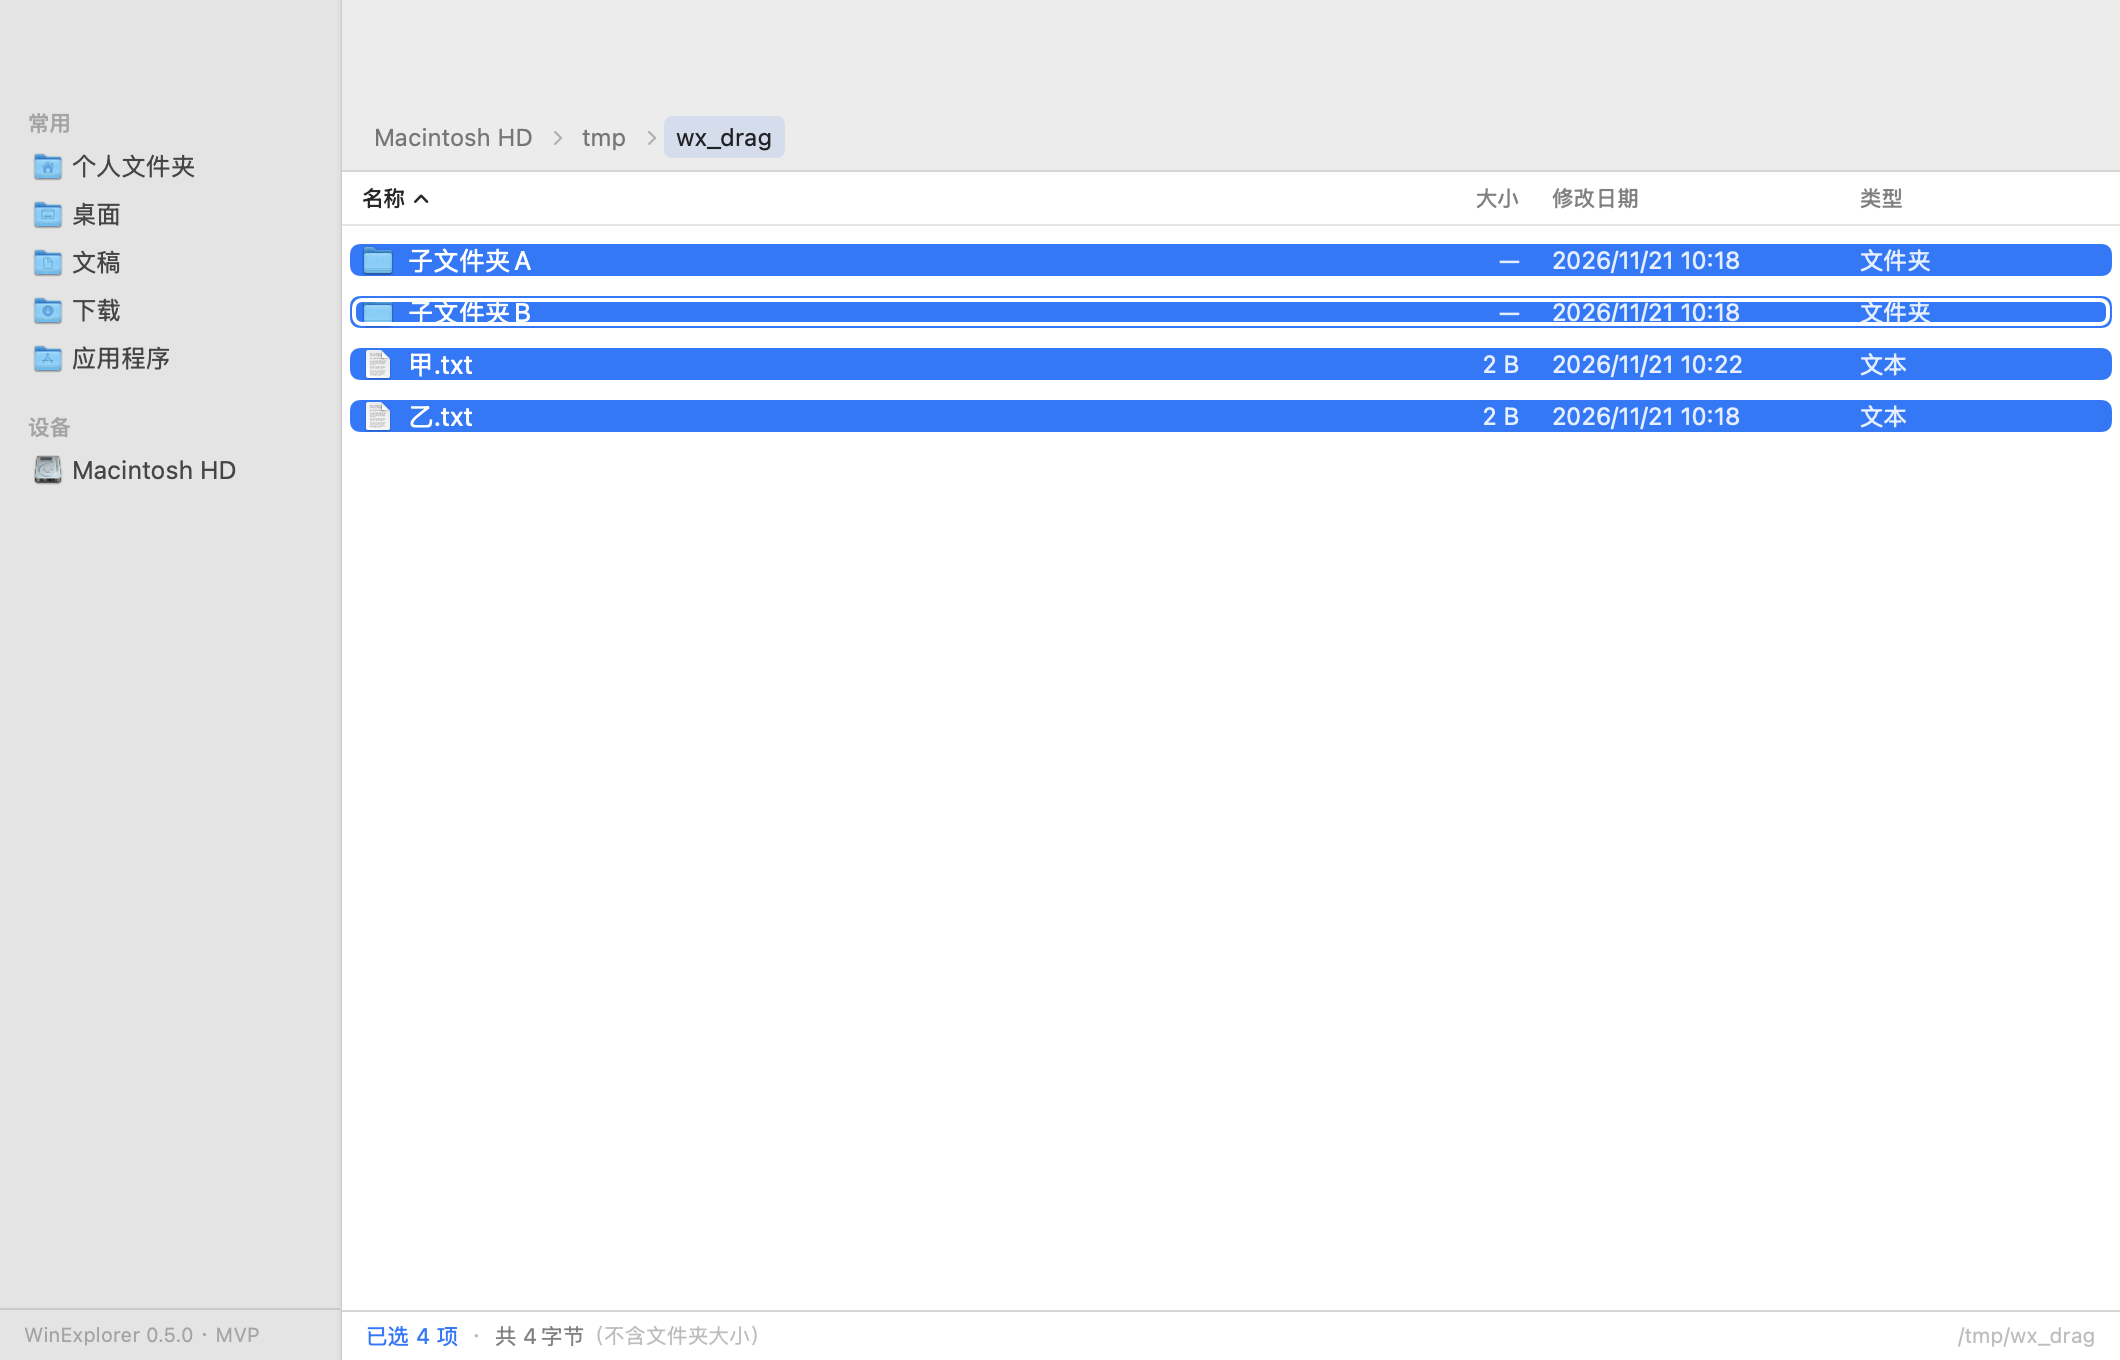 常用
个人文件夹
桌面
文稿
下载
应用程序
设备
Macintosh HD
WinExplorer 0.5.0 · MVP
Macintosh HD > tmp > wx_drag
名称 大小 修改日期 类型
子文件夹A — 2026/11/21 10:18 文件夹
子文件夹B — 2026/11/21 10:18 文件夹
甲.txt 2 B 2026/11/21 10:22 文本
乙.txt 2 B 2026/11/21 10:18 文本
已选 4 项 · 共 4 字节（不含文件夹大小） /tmp/wx_drag